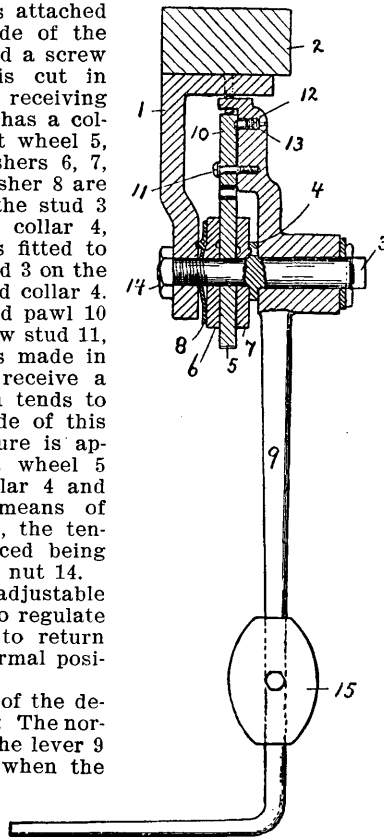 s attached
de of the
d a screw
is cut in
receiving
has a col-
t wheel 5,
shers 6, 7,
sher 8 are
the stud 3
collar 4,
s fitted to
d 3 on the
d collar 4.
d pawl 10
w stud 11,
s made in
receive a
n tends to
de of this
ure is ap-
wheel 5
lar 4 and
means of
, the ten-
ced being
nut 14.
adjustable
o regulate
to return
rmal posi-
of the de-
: The nor-
he lever 9
when the
2
1
12
10
13
11
4
3
14
8
7
6
5
9
15